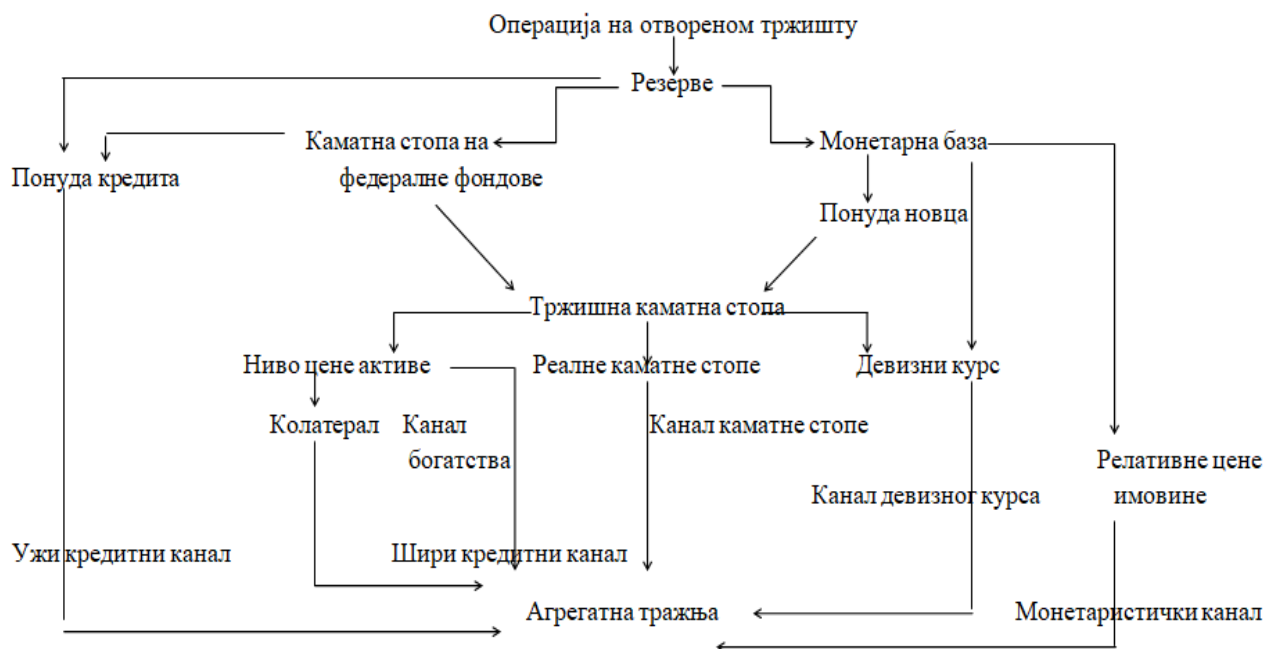 Операција на отвореном тржишту
Резерве
Каматна стопа на
федералне фондове
Монетарна база
Понуда кредита
Понуда новца
Тржишна каматна стопа
Ниво цене активе
Реалне каматне стопе
Девизни курс
Колатерал
Канал
богатства
Канал каматне стопе
Релативне цене
имовине
Канал девизног курса
Ужи кредитни канал
Шири кредитни канал
Агрегатна тражња
Монетаристички канал